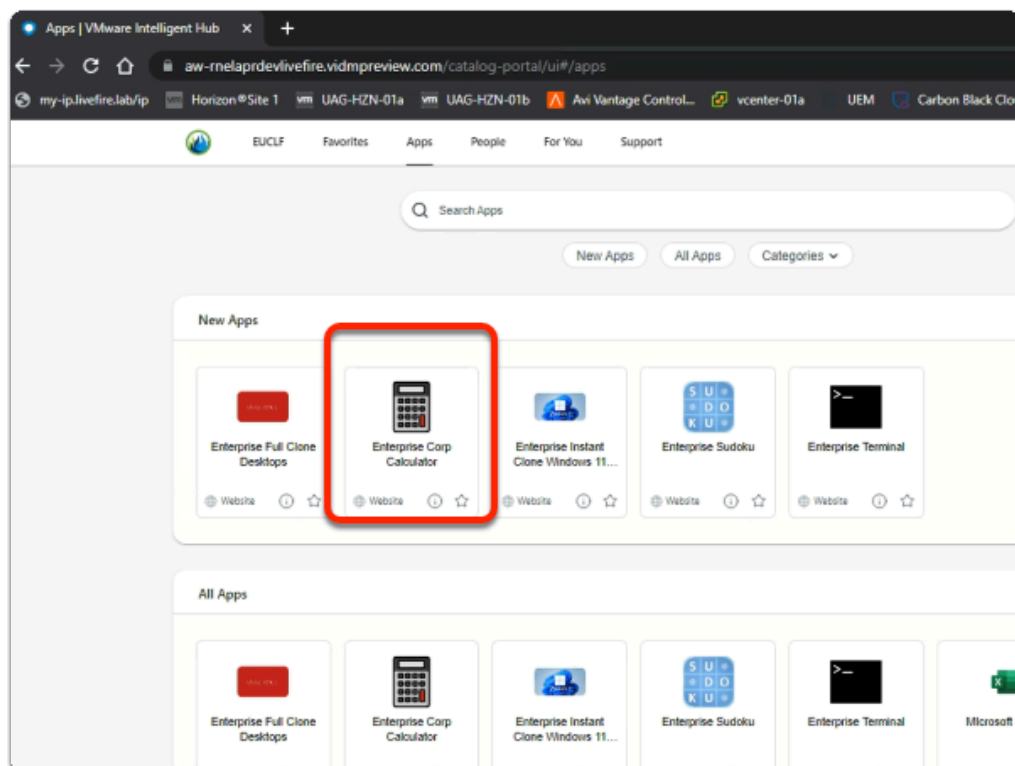 Apps | VMware Intelligent Hub
aw-rnelaprdevlivefire.vidmpreview.com/catalog-portal/ui#/apps
my-ip.livefire.lab/ip Horizon®Site 1 vm UAG-HZN-01a vm UAG-HZN-01b Avi Vantage Control... vcenter-01a UEM Carbon Black Clo
EUCLF Favorites Apps People For You Support
Search Apps
New Apps All Apps Categories
New Apps
Enterprise Full Clone Desktops
Website
Enterprise Corp Calculator
Website
Enterprise Instant Clone Windows 11...
Website
SUDOKU
Enterprise Sudoku
Website
>_
Enterprise Terminal
Website
All Apps
Enterprise Full Clone Desktops
Enterprise Corp Calculator
Enterprise Instant Clone Windows 11...
SUDOKU
Enterprise Sudoku
>_
Enterprise Terminal
X
Microsoft